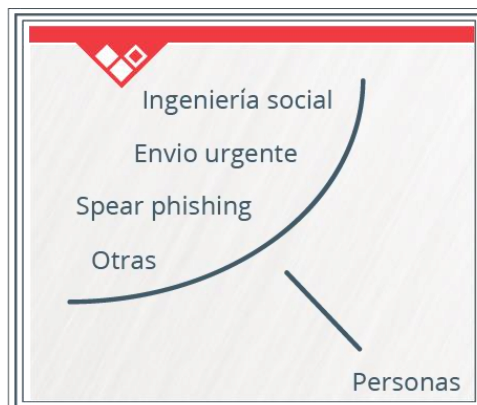 Ingeniería social
Envio urgente
Spear phishing
Otras
Personas